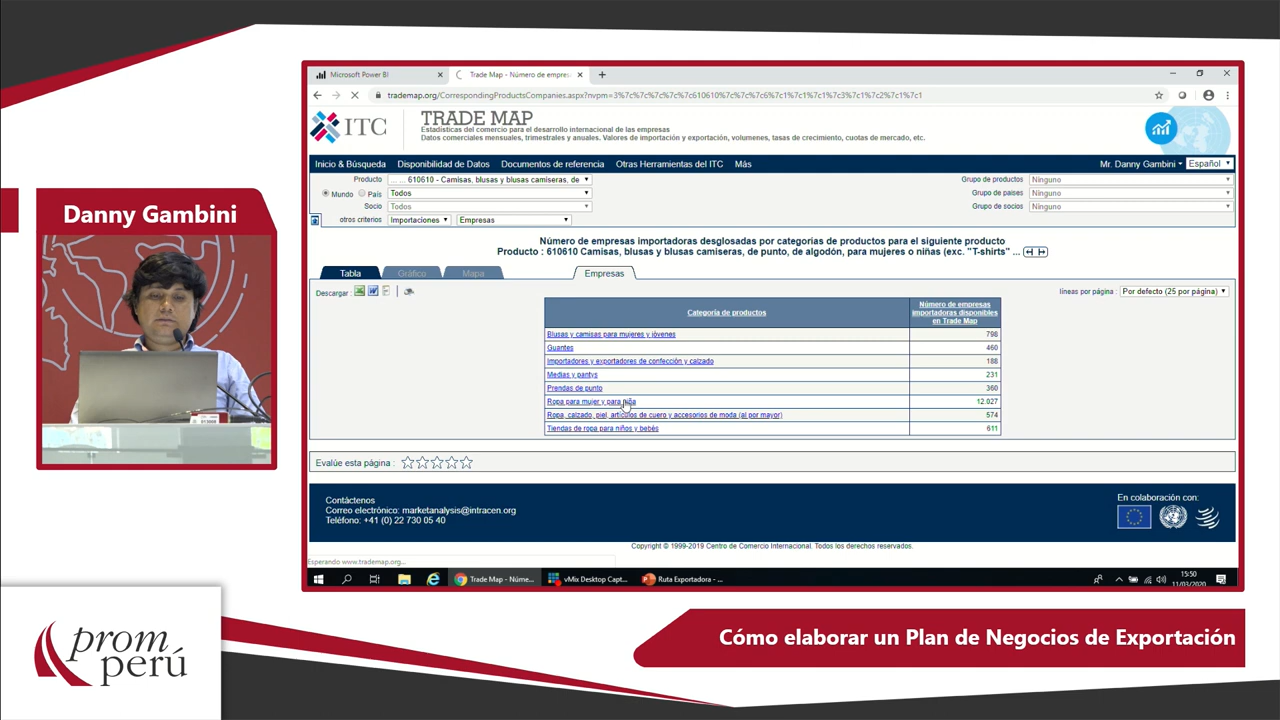 Danny Gambini
Microsoft Power BI
Trade Map - Número de empres
trademap.org/CorrespondingProductsCompanies.aspx?nvpm=3%7c%7c%7c%7c%7c610610%7c%7c%7c6%7c1%7c1%7c1%7c3%7c1%7c2%7c1%7c1
ITC
TRADE MAP
Estadísticas del comercio para el desarrollo internacional de las empresas
Datos comerciales mensuales, trimestrales y anuales. Valores de importación y exportación, volumenes, tasas de crecimiento, cuotas de mercado, etc.
Inicio & Búsqueda Disponibilidad de Datos Documentos de referencia Otras Herramientas del ITC Más Mr. Danny Gambini Español
Producto ... ... 610610 - Camisas, blusas y blusas camiseras, de Grupo de productos Ninguno
Mundo País Todos Grupo de países Ninguno
Socio Todos Grupo de socios Ninguno
otros criterios Importaciones Empresas
Número de empresas importadoras desglosadas por categorías de productos para el siguiente producto
Producto : 610610 Camisas, blusas y blusas camiseras, de punto, de algodón, para mujeres o niñas (exc. "T-shirts" ...
Tabla Gráfico Mapa Empresas
Descargar : líneas por página : Por defecto (25 por página)
Categoría de productos Número de empresas importadoras disponibles en Trade Map
Blusas y camisas para mujeres y jóvenes 798
Guantes 460
Importadores y exportadores de confección y calzado 188
Medias y pantys 231
Prendas de punto 360
Ropa para mujer y para niña 12.027
Ropa, calzado, piel, artículos de cuero y accesorios de moda (al por mayor) 574
Tiendas de ropa para niños y bebés 611
Evalúe esta página :
Contáctenos
Correo electrónico: marketanalysis@intracen.org
Teléfono: +41 (0) 22 730 05 40
En colaboración con:
Copyright © 1999-2019 Centro de Comercio Internacional. Todos los derechos reservados.
Esperando www.trademap.org...
Trade Map - Núme... vMix Desktop Capt... Ruta Exportadora - ...
15:50
11/03/2020
prom
perú
Cómo elaborar un Plan de Negocios de Exportación